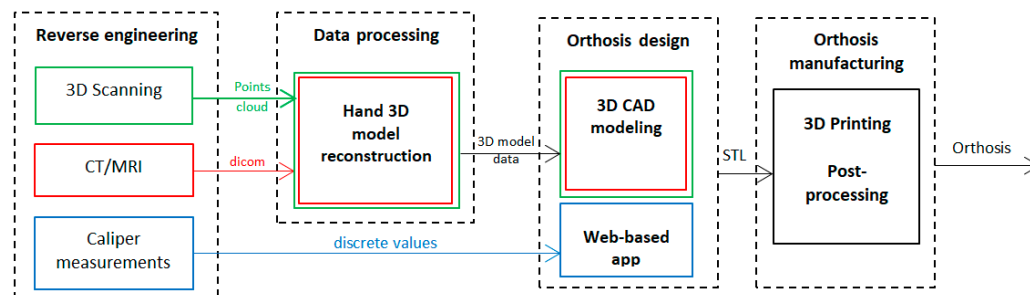 Reverse engineering
3D Scanning
CT/MRI
Caliper
measurements
Points
cloud
dicom
discrete values
Data processing
Hand 3D
model
reconstruction
3D model
data
Orthosis design
3D CAD
modeling
Web-based
app
STL
Orthosis
manufacturing
3D Printing
Post-
processing
Orthosis